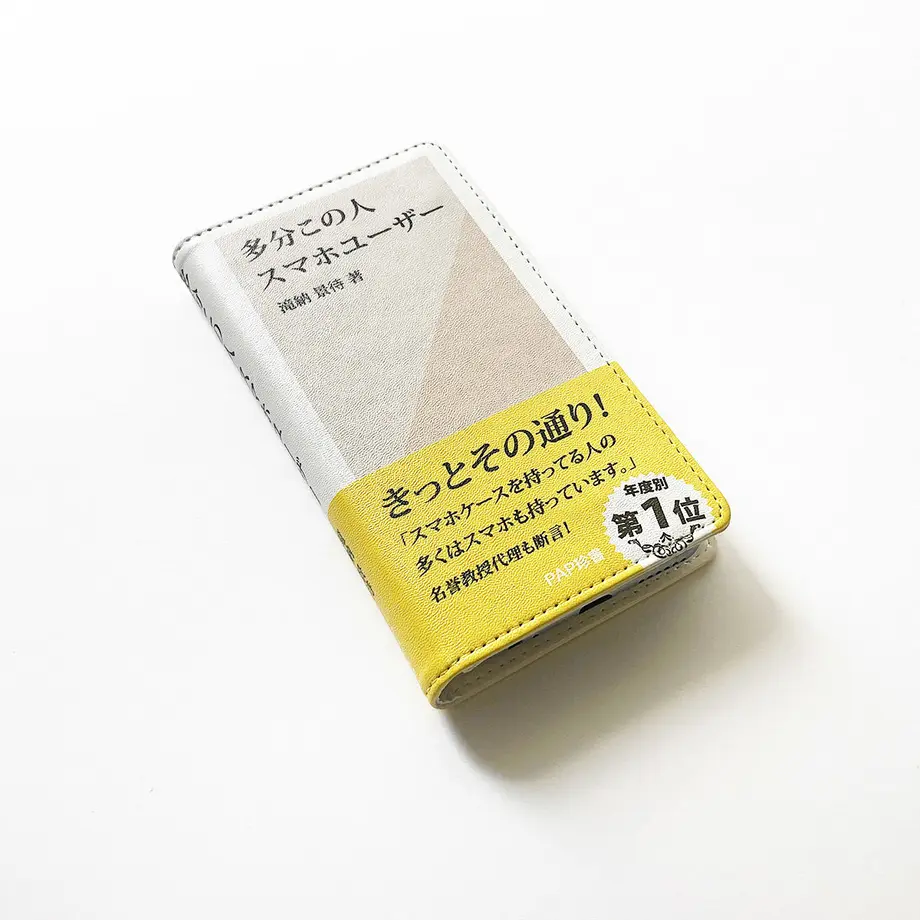 多分この人
スマホユーザー
滝納 景待 著
きっとその通り!
「スマホケースを持ってる人の
多くはスマホも持っています。」
名誉教授代理も断言!
年度別
第1位
PAP珍書